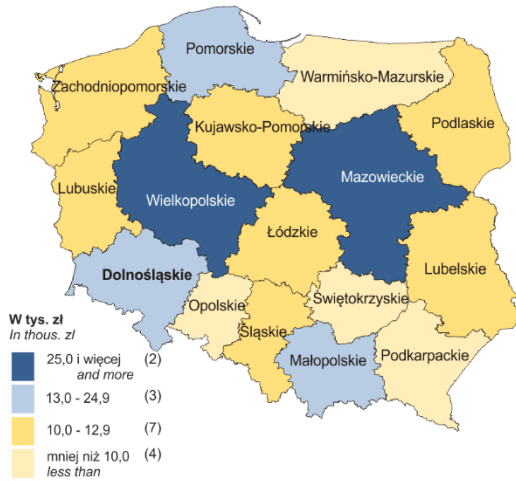 Pomorskie
Warmińsko-Mazurskie
Zachodniopomorskie
Kujawsko-Pomorskie
Podlaskie
Mazowieckie
Lubuskie
Wielkopolskie
Łódzkie
Lubelskie
Dolnośląskie
Opolskie
Świętokrzyskie
Śląskie
Małopolskie
Podkarpackie
W tys. zł
In thous. zl
25,0 i więcej (2)
and more
13,0 - 24,9 (3)
10,0 - 12,9 (7)
mniej niż 10,0 (4)
less than